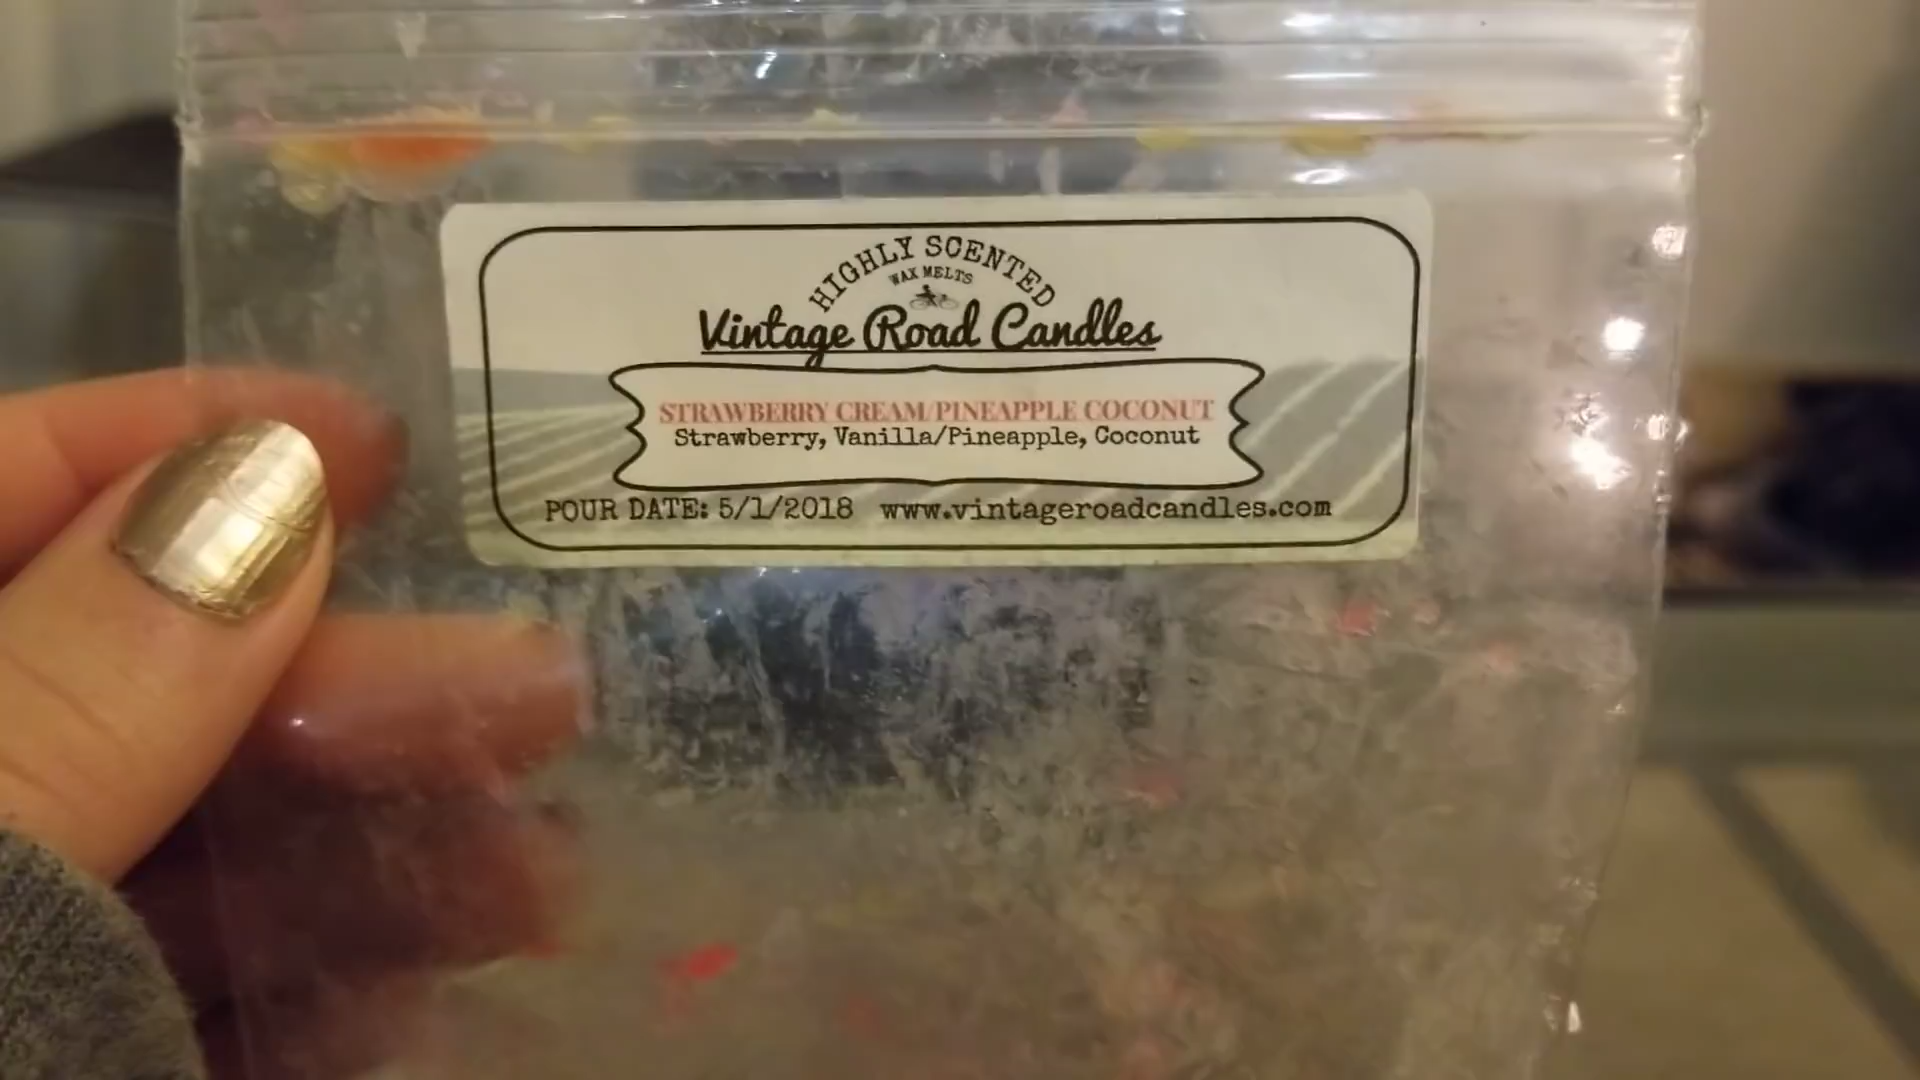 HIGHLY SCENTED
WAX MELTS
Vintage Road Candles
STRAWBERRY CREAM/PINEAPPLE COCONUT
Strawberry, Vanilla/Pineapple, Coconut
POUR DATE: 5/1/2018 www.vintageroadcandles.com